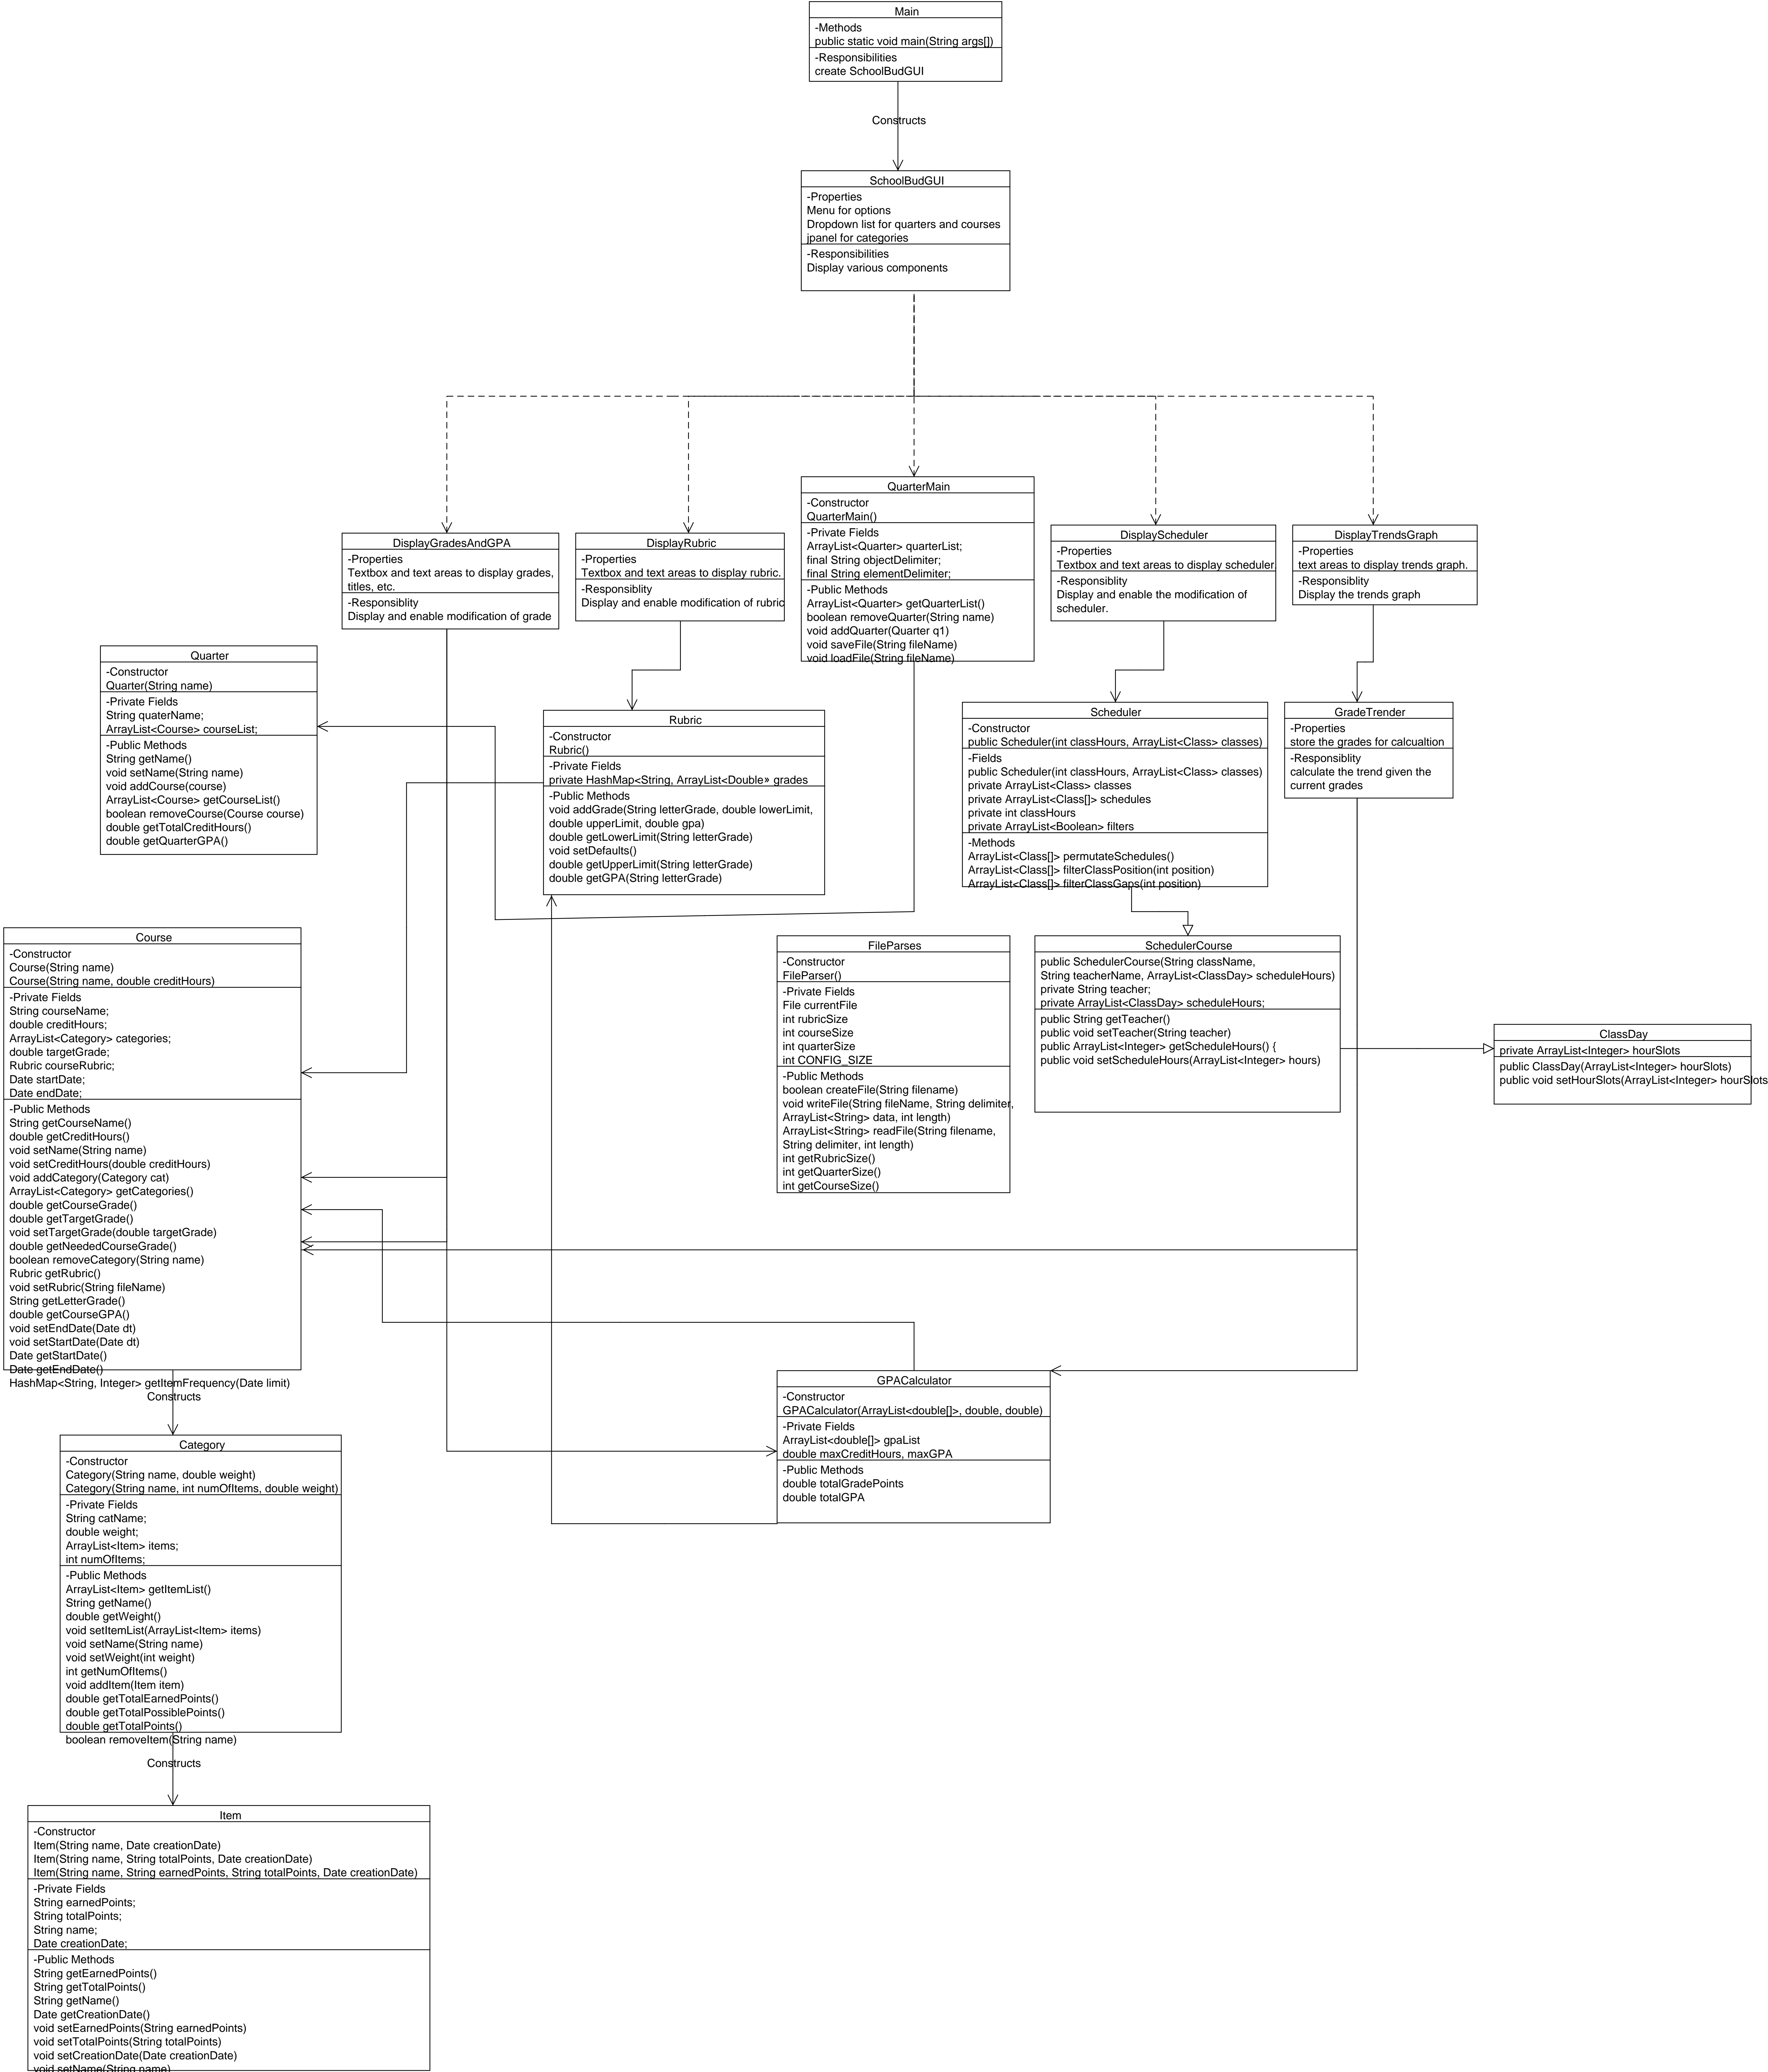 Main
-Methods
public static void main(String args[])
-Responsibilities
create SchoolBudGUI
Constructs
SchoolBudGUI
-Properties
Menu for options
Dropdown list for quarters and courses
jpanel for categories
-Responsibilities
Display various components
DisplayGradesAndGPA
-Properties
Textbox and text areas to display grades,
titles, etc.
-Responsiblity
Display and enable modification of grade
DisplayRubric
-Properties
Textbox and text areas to display rubric.
-Responsiblity
Display and enable modification of rubric
QuarterMain
-Constructor
QuarterMain()
-Private Fields
ArrayList<Quarter> quarterList;
final String objectDelimiter;
final String elementDelimiter;
-Public Methods
ArrayList<Quarter> getQuarterList()
boolean removeQuarter(String name)
void addQuarter(Quarter q1)
void saveFile(String fileName)
void loadFile(String fileName)
DisplayScheduler
-Properties
Textbox and text areas to display scheduler.
-Responsiblity
Display and enable the modification of
scheduler.
DisplayTrendsGraph
-Properties
text areas to display trends graph.
-Responsiblity
Display the trends graph
Quarter
-Constructor
Quarter(String name)
-Private Fields
String quaterName;
ArrayList<Course> courseList;
-Public Methods
String getName()
void setName(String name)
void addCourse(course)
ArrayList<Course> getCourseList()
boolean removeCourse(Course course)
double getTotalCreditHours()
double getQuarterGPA()
Rubric
-Constructor
Rubric()
-Private Fields
private HashMap<String, ArrayList<Double» grades
-Public Methods
void addGrade(String letterGrade, double lowerLimit,
double upperLimit, double gpa)
double getLowerLimit(String letterGrade)
void setDefaults()
double getUpperLimit(String letterGrade)
double getGPA(String letterGrade)
Scheduler
-Constructor
public Scheduler(int classHours, ArrayList<Class> classes)
-Fields
public Scheduler(int classHours, ArrayList<Class> classes)
private ArrayList<Class> classes
private ArrayList<Class[]> schedules
private int classHours
private ArrayList<Boolean> filters
-Methods
ArrayList<Class[]> permutateSchedules()
ArrayList<Class[]> filterClassPosition(int position)
ArrayList<Class[]> filterClassGaps(int position)
GradeTrender
-Properties
store the grades for calcualtion
-Responsiblity
calculate the trend given the
current grades
Course
-Constructor
Course(String name)
Course(String name, double creditHours)
-Private Fields
String courseName;
double creditHours;
ArrayList<Category> categories;
double targetGrade;
Rubric courseRubric;
Date startDate;
Date endDate;
-Public Methods
String getCourseName()
double getCreditHours()
void setName(String name)
void setCreditHours(double creditHours)
void addCategory(Category cat)
ArrayList<Category> getCategories()
double getCourseGrade()
double getTargetGrade()
void setTargetGrade(double targetGrade)
double getNeededCourseGrade()
boolean removeCategory(String name)
Rubric getRubric()
void setRubric(String fileName)
String getLetterGrade()
double getCourseGPA()
void setEndDate(Date dt)
void setStartDate(Date dt)
Date getStartDate()
Date getEndDate()
HashMap<String, Integer> getItemFrequency(Date limit)
Constructs
FileParses
-Constructor
FileParser()
-Private Fields
File currentFile
int rubricSize
int courseSize
int quarterSize
int CONFIG_SIZE
-Public Methods
boolean createFile(String filename)
void writeFile(String fileName, String delimiter,
ArrayList<String> data, int length)
ArrayList<String> readFile(String filename,
String delimiter, int length)
int getRubricSize()
int getQuarterSize()
int getCourseSize()
SchedulerCourse
public SchedulerCourse(String className,
String teacherName, ArrayList<ClassDay> scheduleHours)
private String teacher;
private ArrayList<ClassDay> scheduleHours;
public String getTeacher()
public void setTeacher(String teacher)
public ArrayList<Integer> getScheduleHours() {
public void setScheduleHours(ArrayList<Integer> hours)
ClassDay
private ArrayList<Integer> hourSlots
public ClassDay(ArrayList<Integer> hourSlots)
public void setHourSlots(ArrayList<Integer> hourSlots
GPACalculator
-Constructor
GPACalculator(ArrayList<double[]>, double, double)
-Private Fields
ArrayList<double[]> gpaList
double maxCreditHours, maxGPA
-Public Methods
double totalGradePoints
double totalGPA
Category
-Constructor
Category(String name, double weight)
Category(String name, int numOfItems, double weight)
-Private Fields
String catName;
double weight;
ArrayList<Item> items;
int numOfItems;
-Public Methods
ArrayList<Item> getItemList()
String getName()
double getWeight()
void setItemList(ArrayList<Item> items)
void setName(String name)
void setWeight(int weight)
int getNumOfItems()
void addItem(Item item)
double getTotalEarnedPoints()
double getTotalPossiblePoints()
double getTotalPoints()
boolean removeItem(String name)
Constructs
Item
-Constructor
Item(String name, Date creationDate)
Item(String name, String totalPoints, Date creationDate)
Item(String name, String earnedPoints, String totalPoints, Date creationDate)
-Private Fields
String earnedPoints;
String totalPoints;
String name;
Date creationDate;
-Public Methods
String getEarnedPoints()
String getTotalPoints()
String getName()
Date getCreationDate()
void setEarnedPoints(String earnedPoints)
void setTotalPoints(String totalPoints)
void setCreationDate(Date creationDate)
void setName(String name)